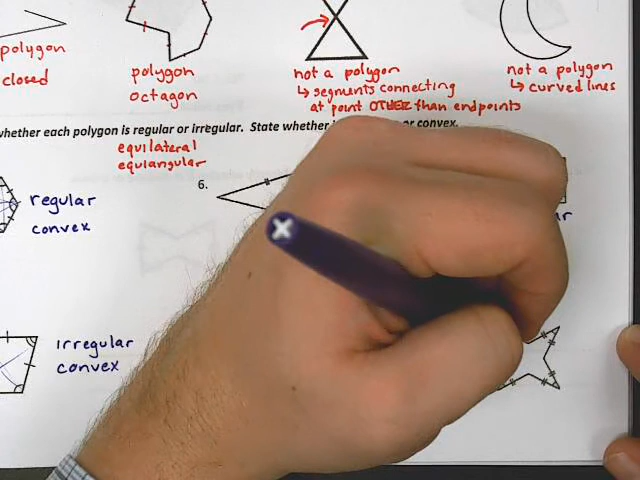 polygon
closed
polygon
octagon
not a polygon
↳ segments connecting
at point OTHER than endpoints
not a polygon
↳ curved lines
whether each polygon is regular or irregular. State whether or convex.
equilateral
equiangular
regular
convex
6.
irregular
convex